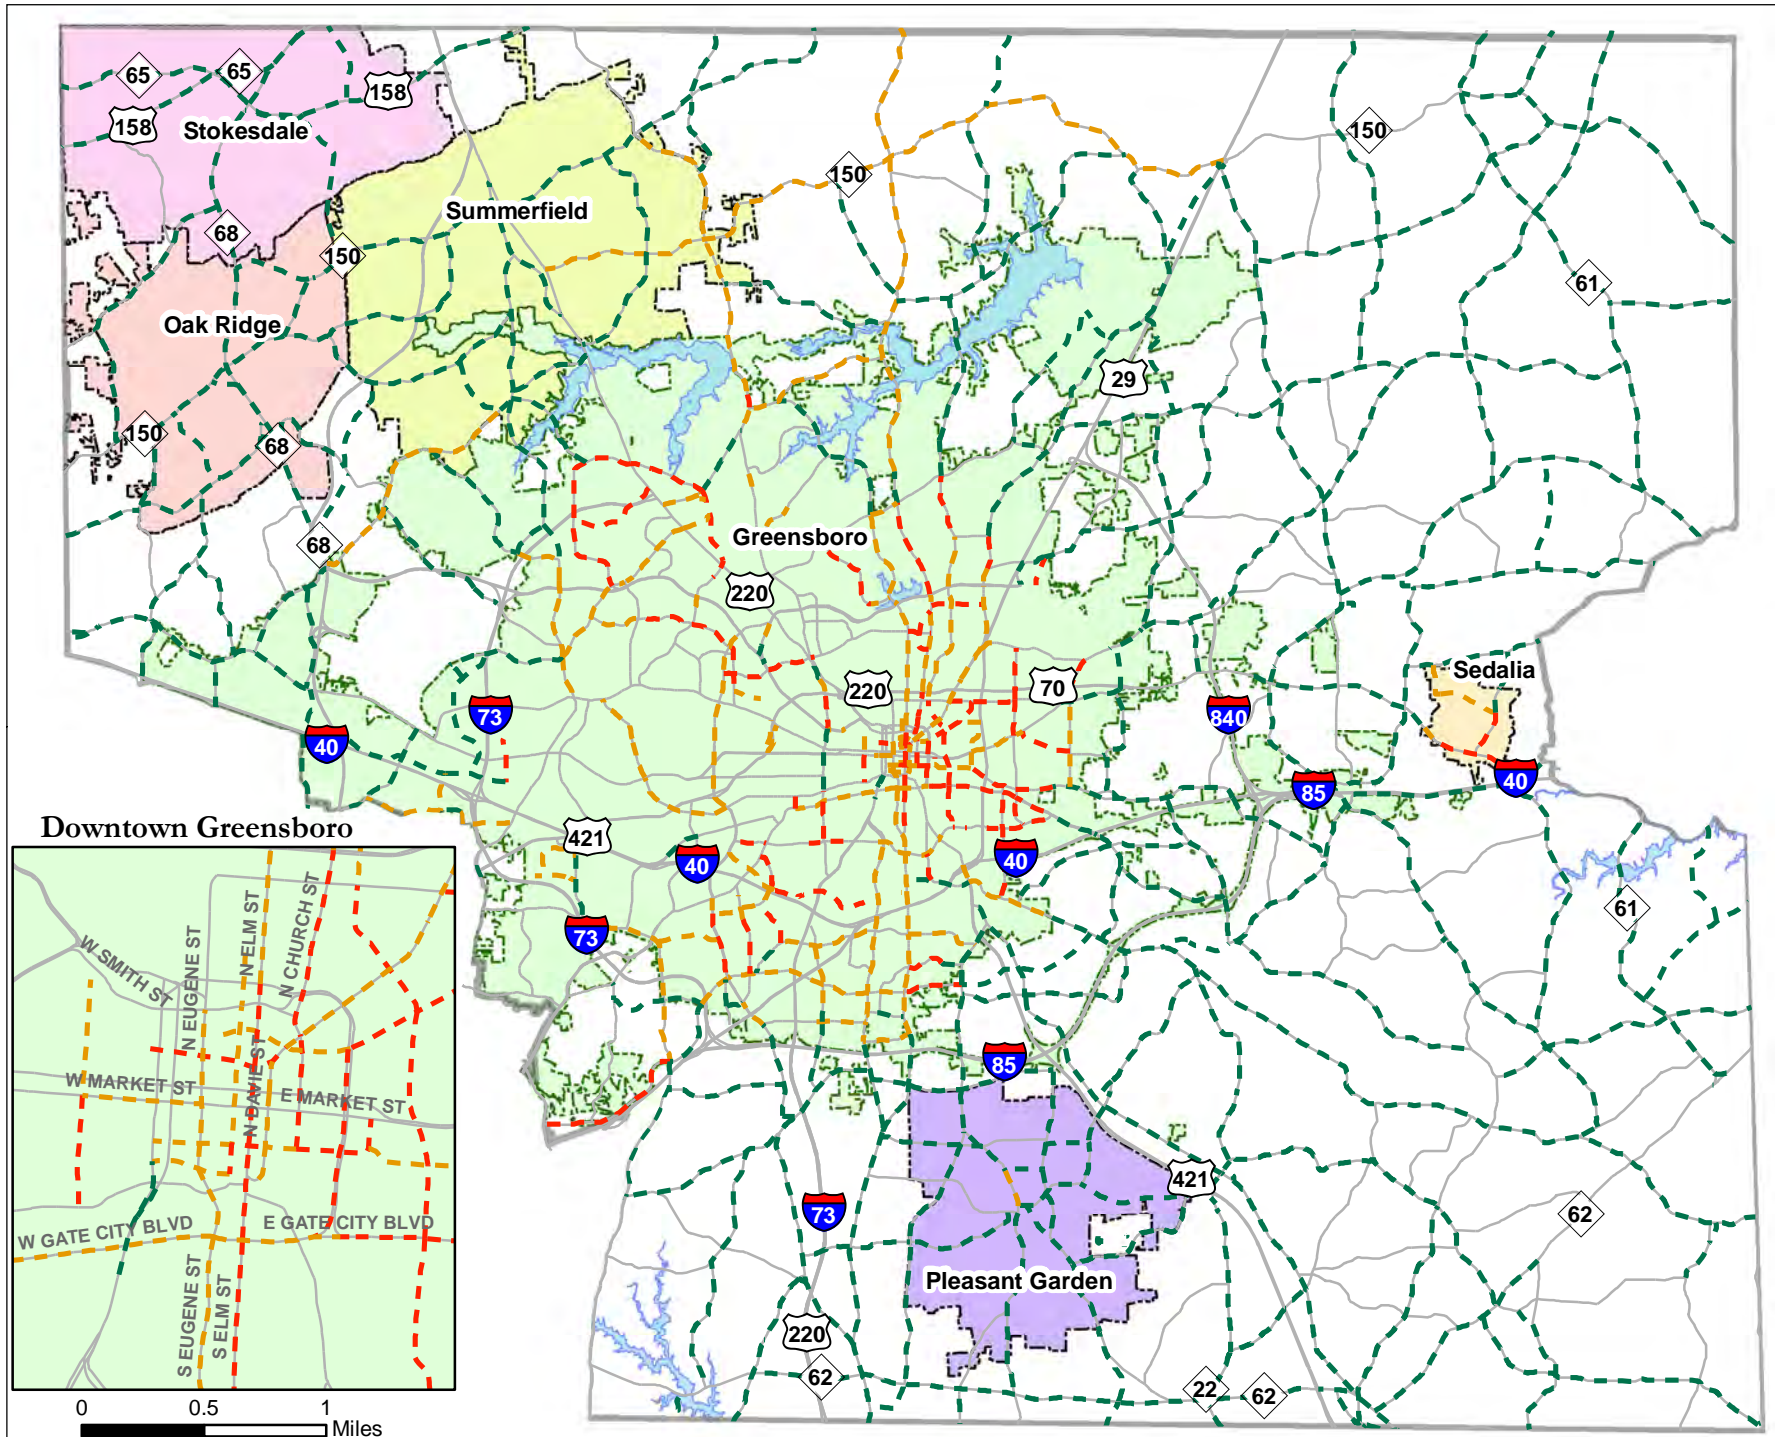 65
65
158
158
Stokesdale
150
150
Summerfield
68
150
61
Oak Ridge
29
150
68
Greensboro
68
220
Sedalia
220
70
73
840
40
40
85
Downtown Greensboro
421
40
40
61
73
N ELM ST
N CHURCH ST
N EUGENE ST
W SMITH ST
N DAVIE ST
W MARKET ST
E MARKET ST
85
421
73
62
W GATE CITY BLVD
E GATE CITY BLVD
Pleasant Garden
S EUGENE ST
S ELM ST
220
62
22
62
0
0.5
1
Miles